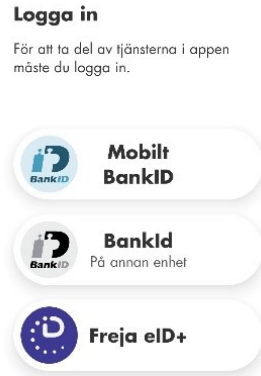 Logga in
För att ta del av tjänsterna i appen
måste du logga in.
BankID
Mobilt
BankID
BankID
BankId
På annan enhet
Freja eID+